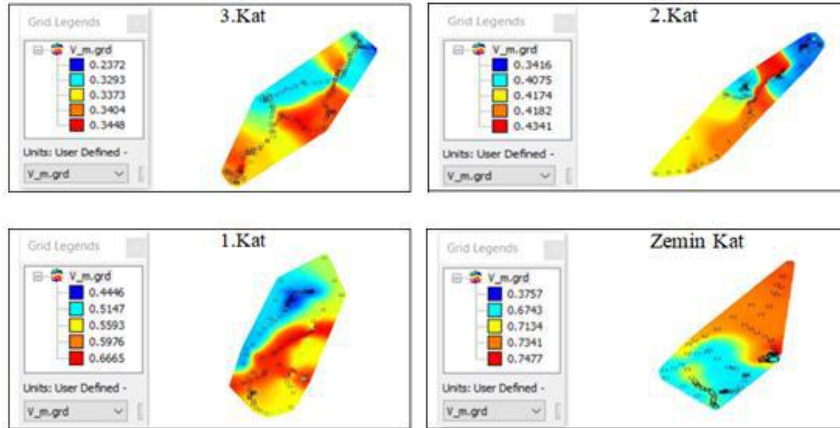 3.Kat
Grid Legends
V_m.grd
0.2372
0.3293
0.3373
0.3404
0.3448
Units: User Defined -
V_m.grd
2.Kat
Grid Legends
V_m.grd
0.3416
0.4075
0.4174
0.4182
0.4341
Units: User Defined -
V_m.grd
1.Kat
Grid Legends
V_m.grd
0.4446
0.5147
0.5593
0.5976
0.6665
Units: User Defined -
V_m.grd
Zemin Kat
Grid Legends
V_m.grd
0.3757
0.6743
0.7134
0.7341
0.7477
Units: User Defined -
V_m.grd